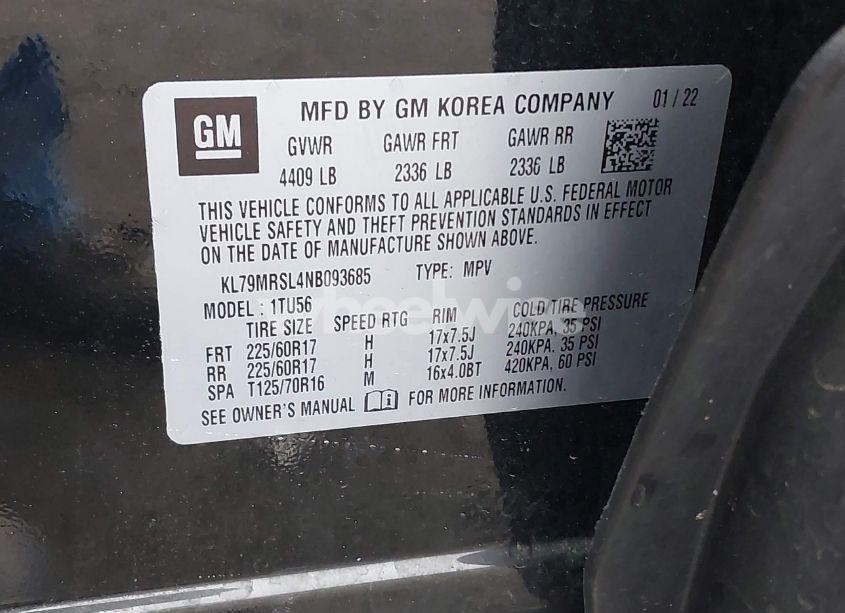 GM
MFD BY GM KOREA COMPANY 01 / 22
GVWR GAWR FRT GAWR RR
4409 LB 2336 LB 2336 LB
THIS VEHICLE CONFORMS TO ALL APPLICABLE U.S. FEDERAL MOTOR
VEHICLE SAFETY AND THEFT PREVENTION STANDARDS IN EFFECT
ON THE DATE OF MANUFACTURE SHOWN ABOVE.
KL79MRSL4NB093685 TYPE: MPV
MODEL : 1TU56
TIRE SIZE SPEED RTG RIM COLD TIRE PRESSURE
FRT 225/60R17 H 17x7.5J 240KPA, 35 PSI
RR 225/60R17 H 17x7.5J 240KPA, 35 PSI
SPA T125/70R16 M 16x4.0BT 420KPA, 60 PSI
SEE OWNER'S MANUAL FOR MORE INFORMATION.